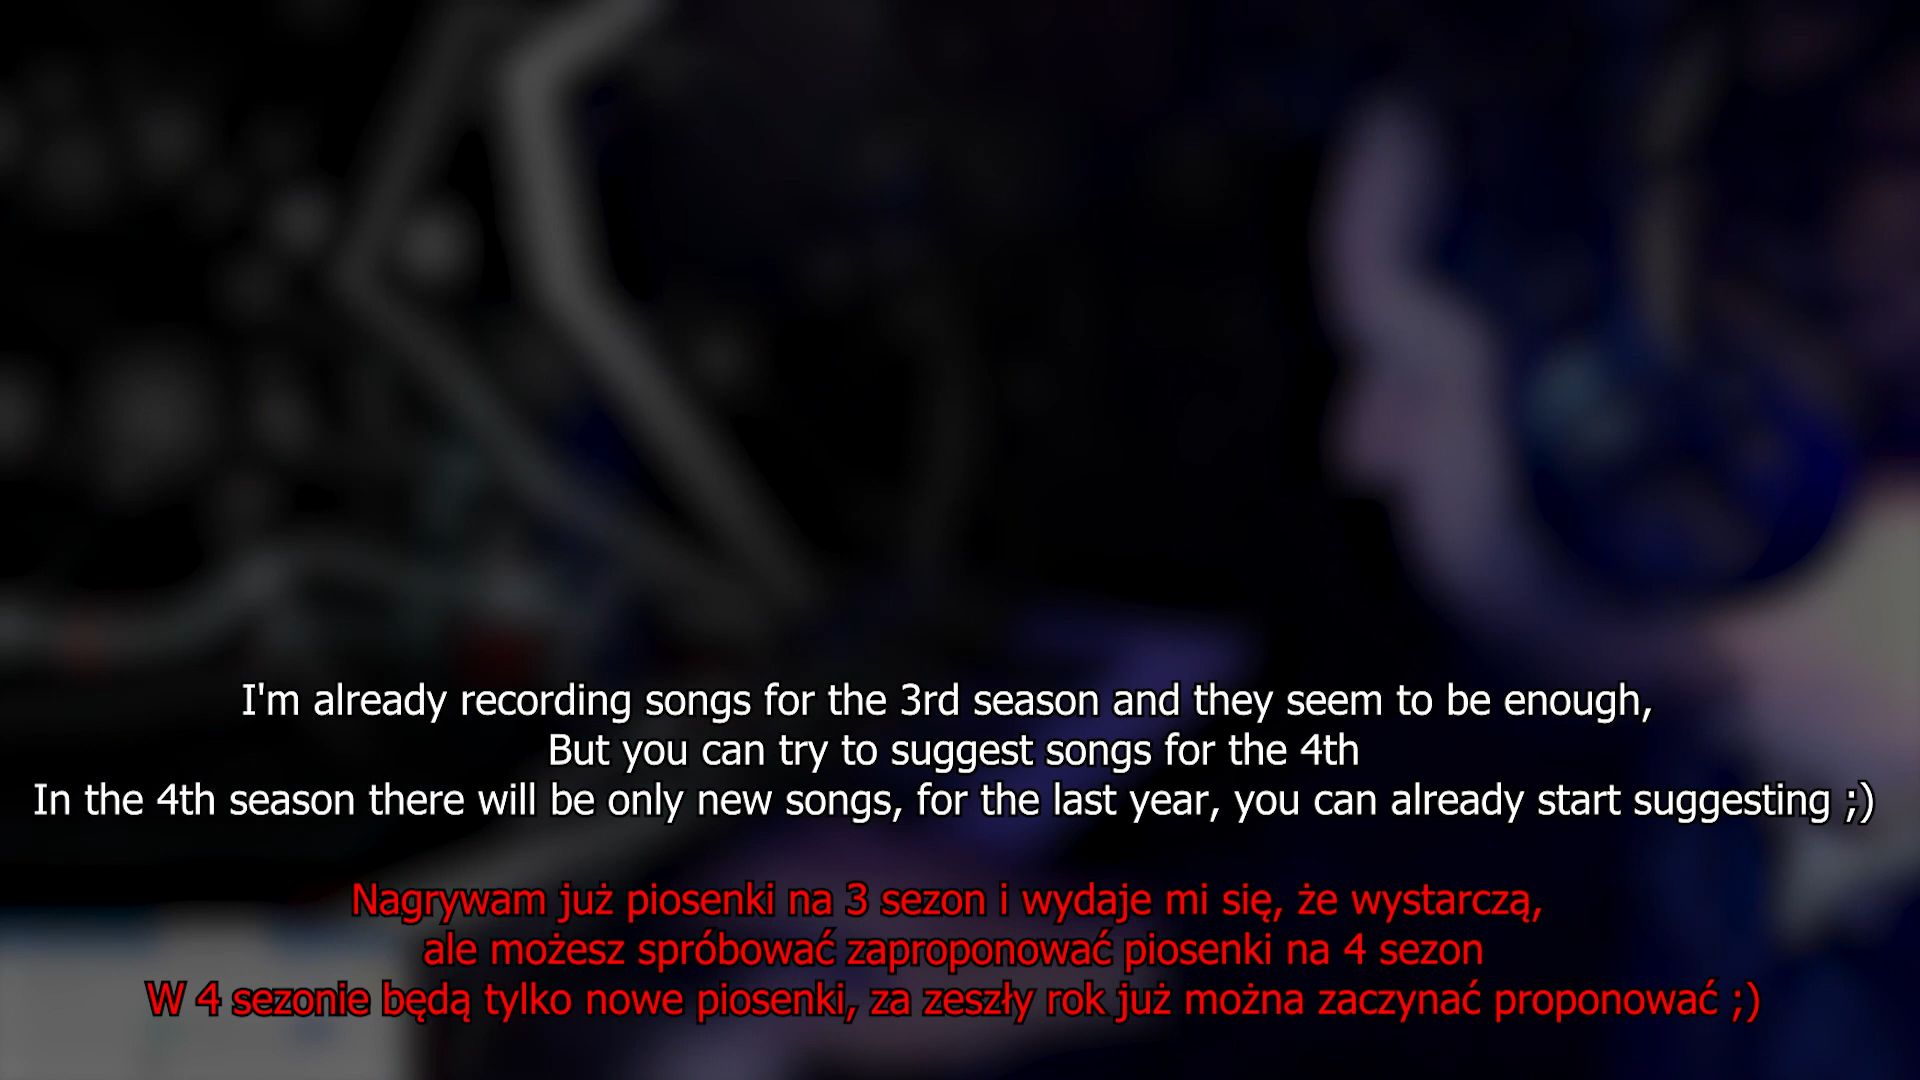 I'm already recording songs for the 3rd season and they seem to be enough,
But you can try to suggest songs for the 4th
In the 4th season there will be only new songs, for the last year, you can already start suggesting ;)
Nagrywam już piosenki na 3 sezon i wydaje mi się, że wystarczą,
ale możesz spróbować zaproponować piosenki na 4 sezon
W 4 sezonie będą tylko nowe piosenki, za zeszły rok już można zaczynać proponować ;)